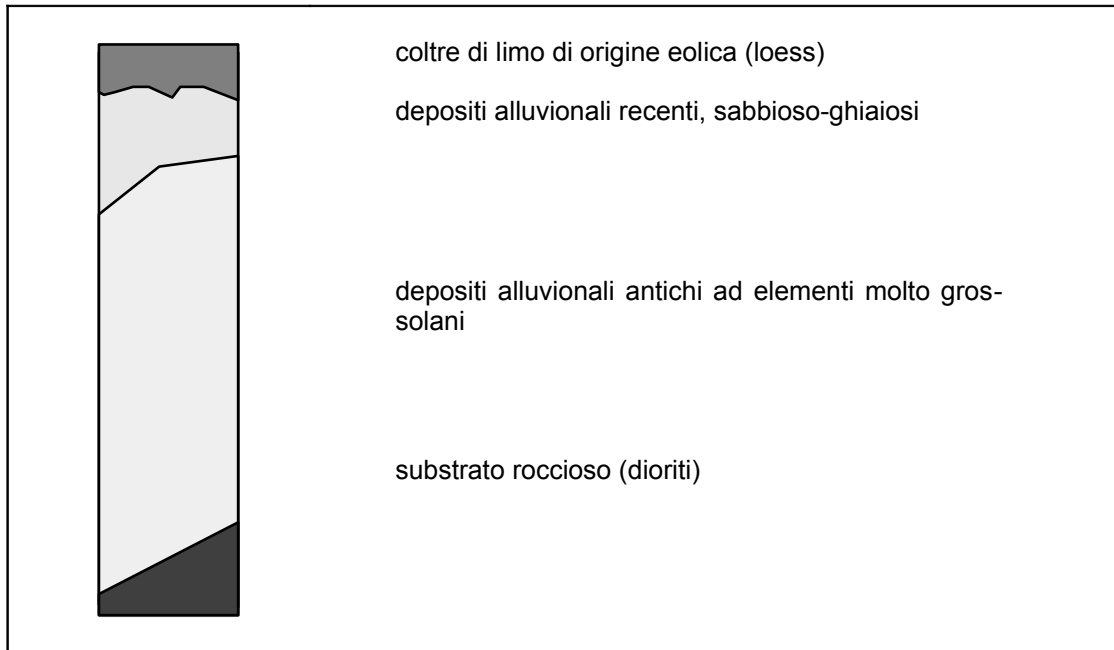 coltre di limo di origine eolica (loess)
depositi alluvionali recenti, sabbioso-ghiaiosi
depositi alluvionali antichi ad elementi molto gros-
solani
substrato roccioso (dioriti)